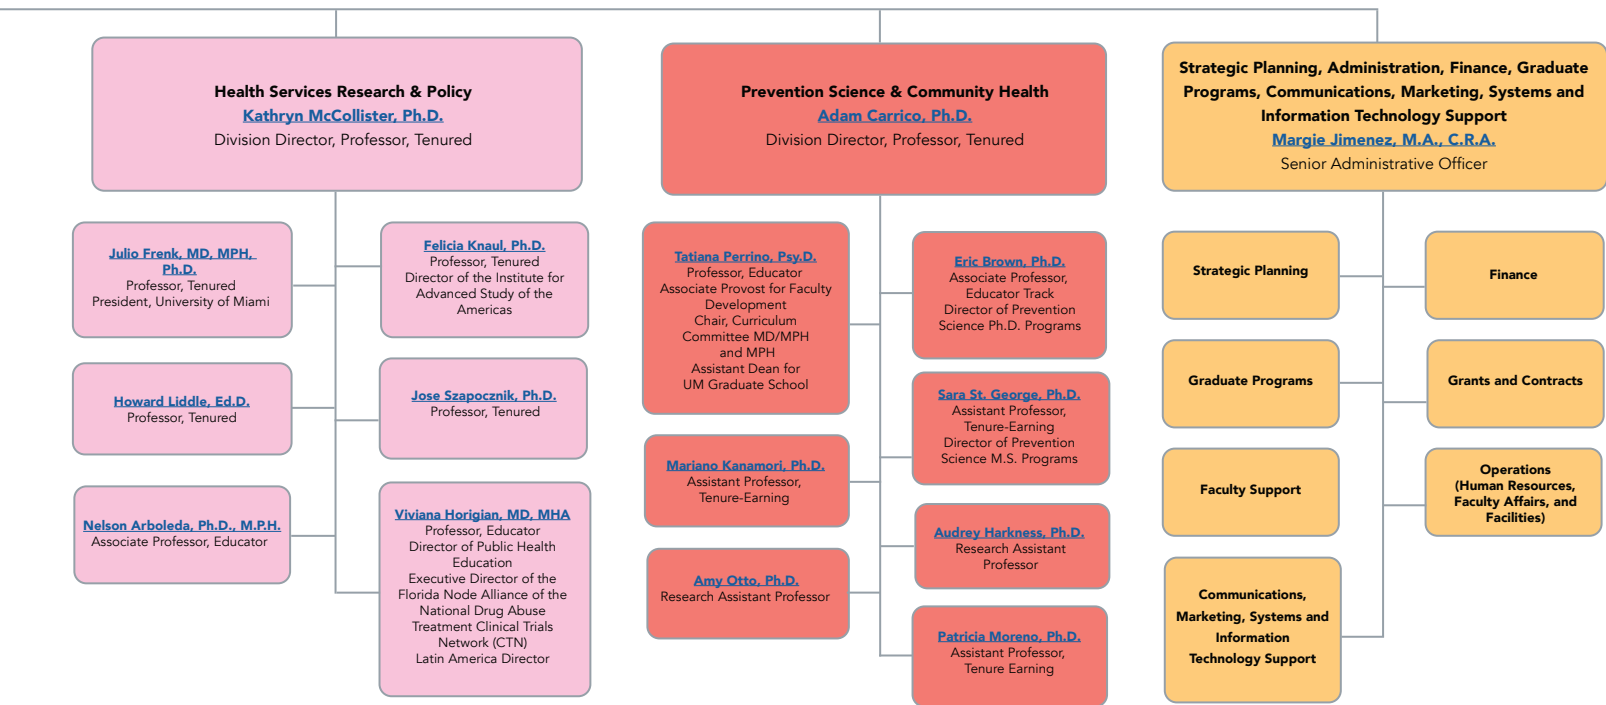 Health Services Research & Policy
Kathryn McCollister, Ph.D.
Division Director, Professor, Tenured
Julio Frenk, MD, MPH,
Ph.D.
Professor, Tenured
President, University of Miami
Felicia Knaul, Ph.D.
Professor, Tenured
Director of the Institute for
Advanced Study of the
Americas
Howard Liddle, Ed.D.
Professor, Tenured
Jose Szapocznik, Ph.D.
Professor, Tenured
Nelson Arboleda, Ph.D., M.P.H.
Associate Professor, Educator
Viviana Horigian, MD, MHA
Professor, Educator
Director of Public Health
Education
Executive Director of the
Florida Node Alliance of the
National Drug Abuse
Treatment Clinical Trials
Network (CTN)
Latin America Director
Prevention Science & Community Health
Adam Carrico, Ph.D.
Division Director, Professor, Tenured
Tatiana Perrino, Psy.D.
Professor, Educator
Associate Provost for Faculty
Development
Chair, Curriculum
Committee MD/MPH
and MPH
Assistant Dean for
UM Graduate School
Eric Brown, Ph.D.
Associate Professor,
Educator Track
Director of Prevention
Science Ph.D. Programs
Sara St. George, Ph.D.
Assistant Professor,
Tenure-Earning
Director of Prevention
Science M.S. Programs
Mariano Kanamori, Ph.D.
Assistant Professor,
Tenure-Earning
Audrey Harkness, Ph.D.
Research Assistant
Professor
Amy Otto, Ph.D.
Research Assistant Professor
Patricia Moreno, Ph.D.
Assistant Professor,
Tenure Earning
Strategic Planning, Administration, Finance, Graduate
Programs, Communications, Marketing, Systems and
Information Technology Support
Margie Jimenez, M.A., C.R.A.
Senior Administrative Officer
Strategic Planning
Finance
Graduate Programs
Grants and Contracts
Faculty Support
Operations
(Human Resources,
Faculty Affairs, and
Facilities)
Communications,
Marketing, Systems and
Information
Technology Support